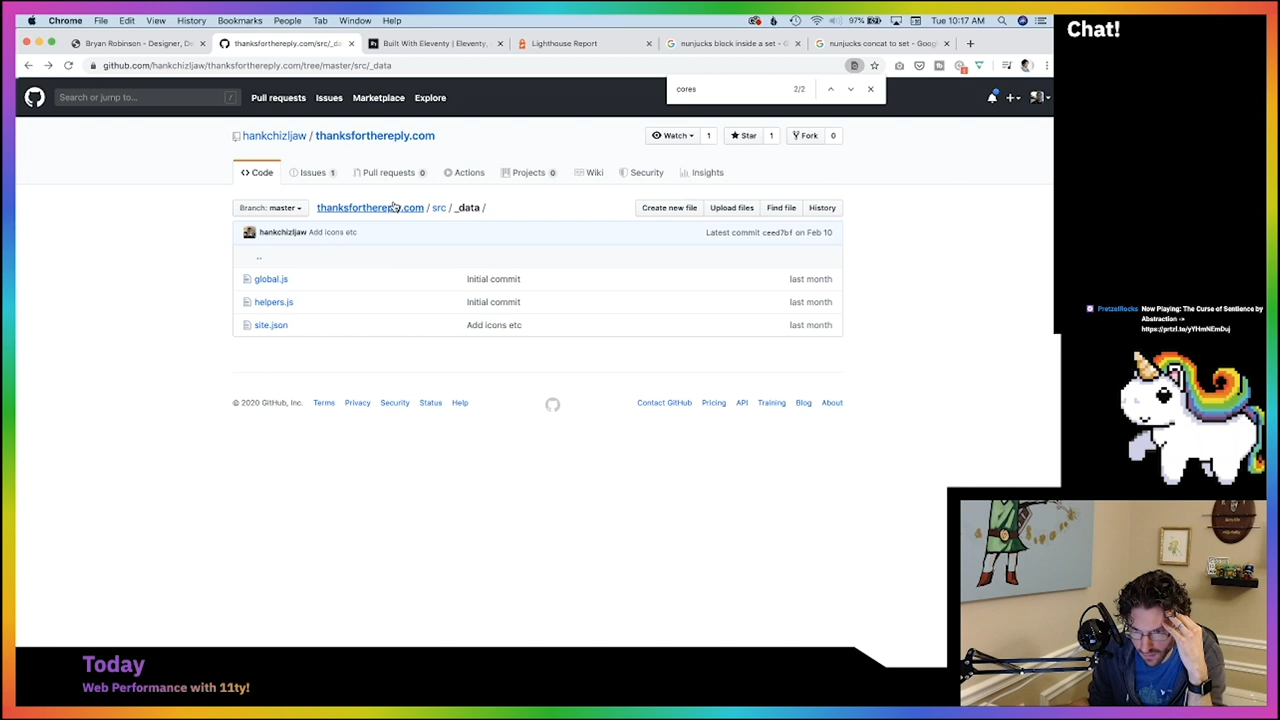 Chrome File Edit View History Bookmarks People Tab Window Help 97% Tue 10:17 AM
Chat!
Bryan Robinson - Designer, De
thanksforthereply.com/src/_da
Built With Eleventy | Eleventy,
Lighthouse Report
nunjucks block inside a set - G
nunjucks concat to set - Goog
github.com/hankchizljaw/thanksforthereply.com/tree/master/src/_data
cores 2/2
Search or jump to... /
Pull requests Issues Marketplace Explore
hankchizljaw / thanksforthereply.com
Watch 1 Star 1 Fork 0
Code Issues 1 Pull requests 0 Actions Projects 0 Wiki Security Insights
Branch: master thanksforthereply.com / src / _data /
Create new file Upload files Find file History
hankchizljaw Add icons etc Latest commit ceed7bf on Feb 10
..
global.js Initial commit last month
helpers.js Initial commit last month
site.json Add icons etc last month
PretzelRocks Now Playing: The Curse of Sentience by
Abstraction ->
https://prtzl.to/yYHmNEmDuj
© 2020 GitHub, Inc. Terms Privacy Security Status Help
Contact GitHub Pricing API Training Blog About
Today
Web Performance with 11ty!